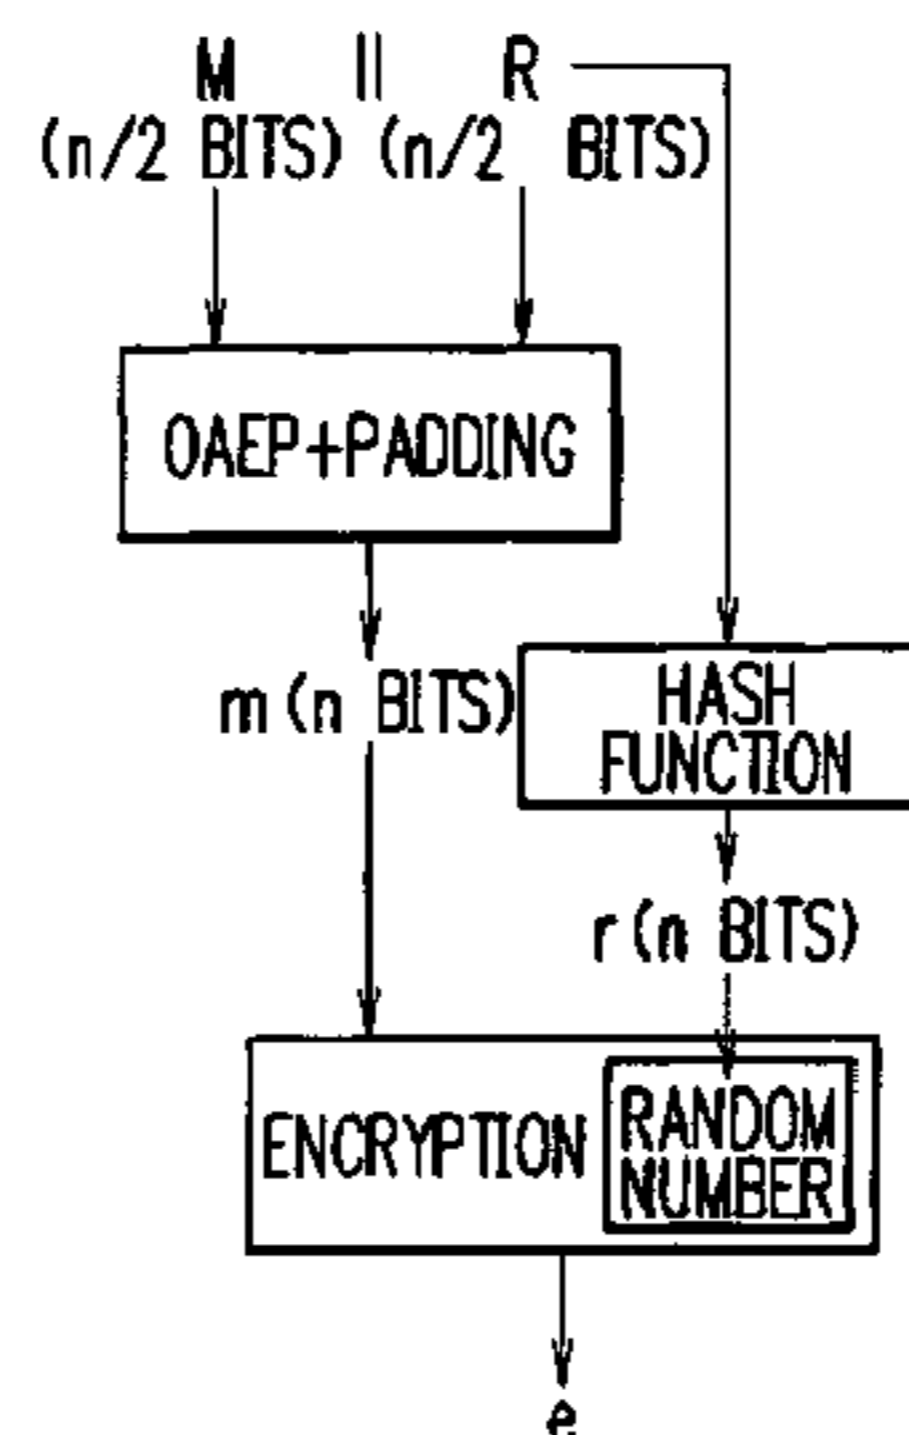 M || R
(n/2 BITS) (n/2 BITS)
OAEP+PADDING
m(n BITS)
HASH
FUNCTION
r(n BITS)
ENCRYPTION
RANDOM
NUMBER
e